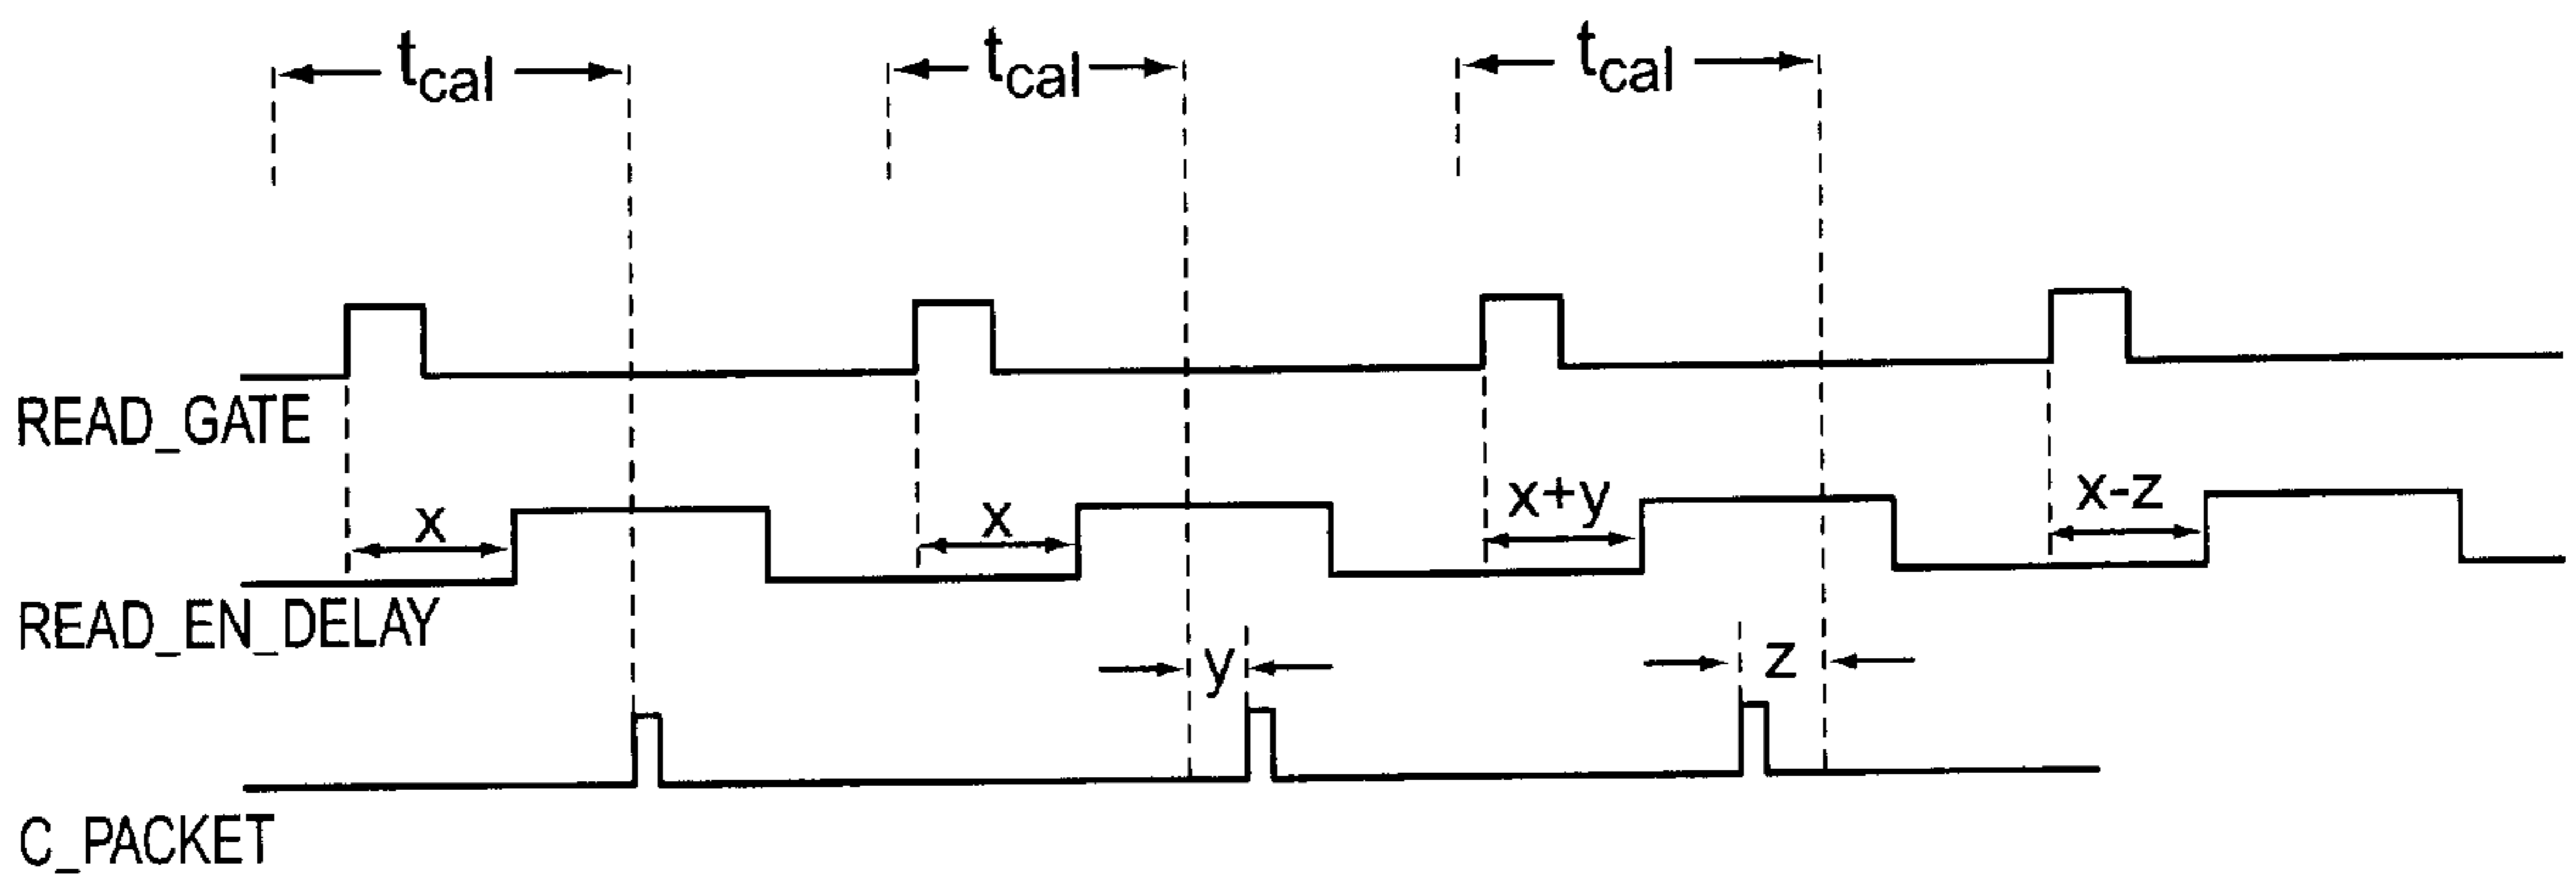 tcal tcal tcal
READ_GATE
x x x+y x-z
READ_EN_DELAY
y z
C_PACKET